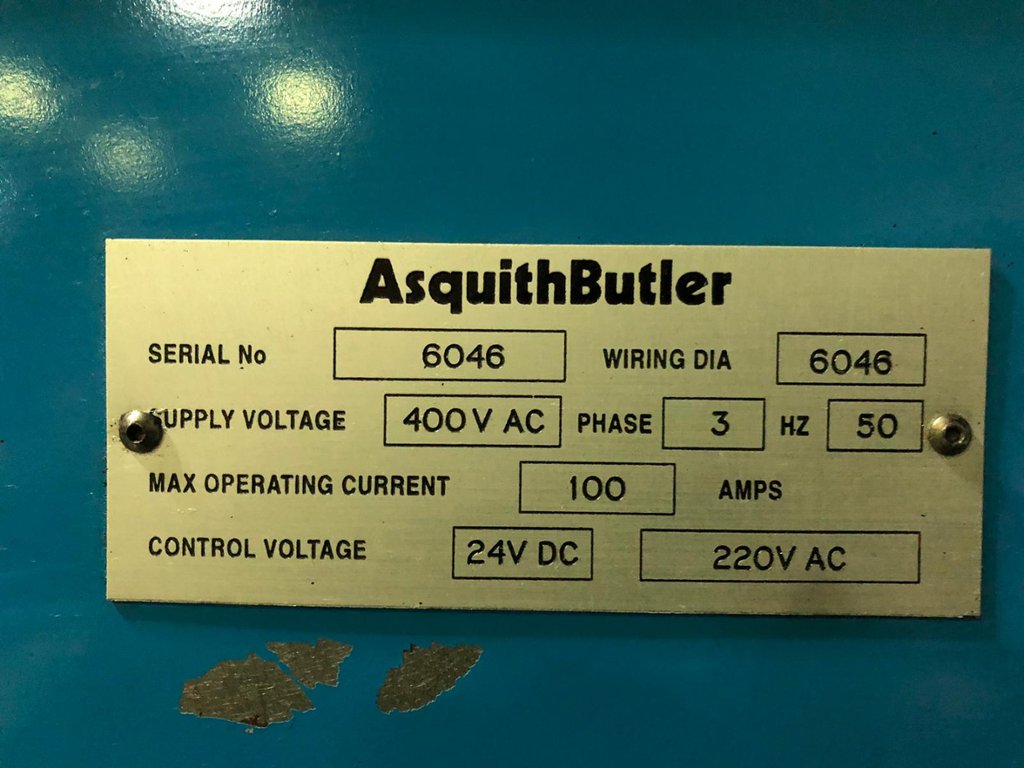 AsquithButler
SERIAL No 6046 WIRING DIA 6046
SUPPLY VOLTAGE 400V AC PHASE 3 HZ 50
MAX OPERATING CURRENT 100 AMPS
CONTROL VOLTAGE 24V DC 220V AC